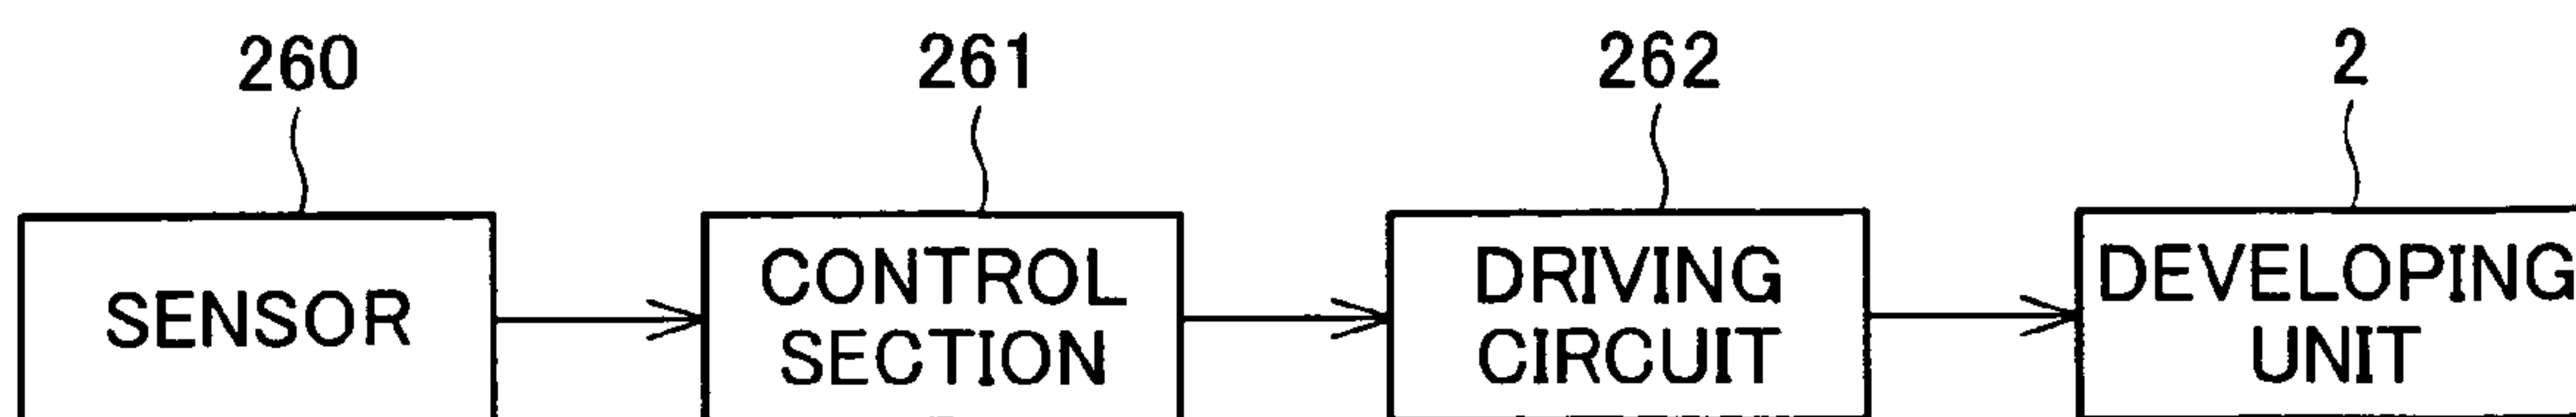 260
261
262
2
SENSOR
CONTROL
SECTION
DRIVING
CIRCUIT
DEVELOPING
UNIT